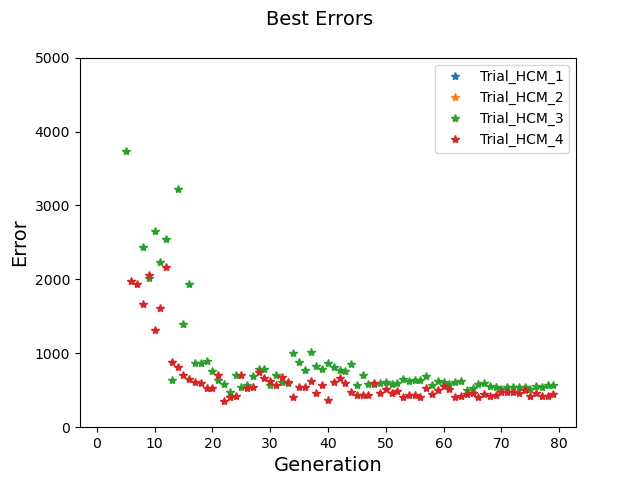 Best Errors
5000
4000
3000
2000
1000
0
Error
Trial_HCM_1
Trial_HCM_2
Trial_HCM_3
Trial_HCM_4
0 10 20 30 40 50 60 70 80
Generation